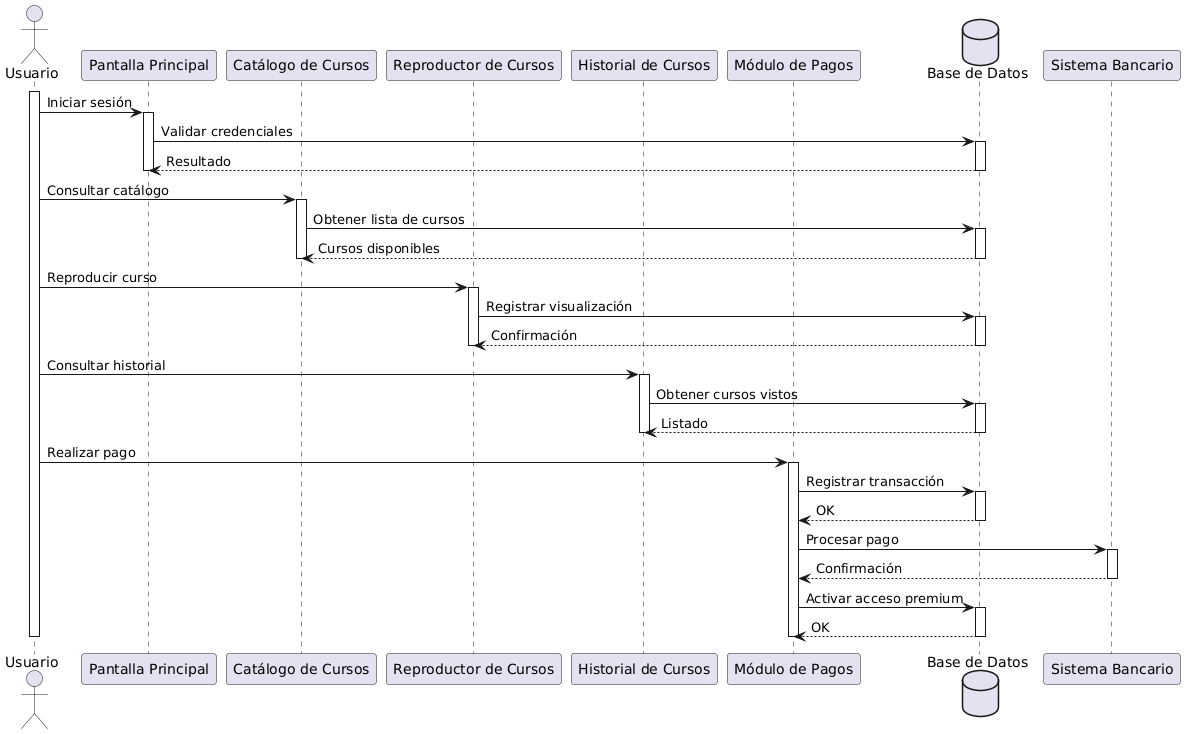 Usuario
Pantalla Principal
Catálogo de Cursos
Reproductor de Cursos
Historial de Cursos
Módulo de Pagos
Base de Datos
Sistema Bancario
Iniciar sesión
Validar credenciales
Resultado
Consultar catálogo
Obtener lista de cursos
Cursos disponibles
Reproducir curso
Registrar visualización
Confirmación
Consultar historial
Obtener cursos vistos
Listado
Realizar pago
Registrar transacción
OK
Procesar pago
Confirmación
Activar acceso premium
OK
Usuario
Pantalla Principal
Catálogo de Cursos
Reproductor de Cursos
Historial de Cursos
Módulo de Pagos
Base de Datos
Sistema Bancario